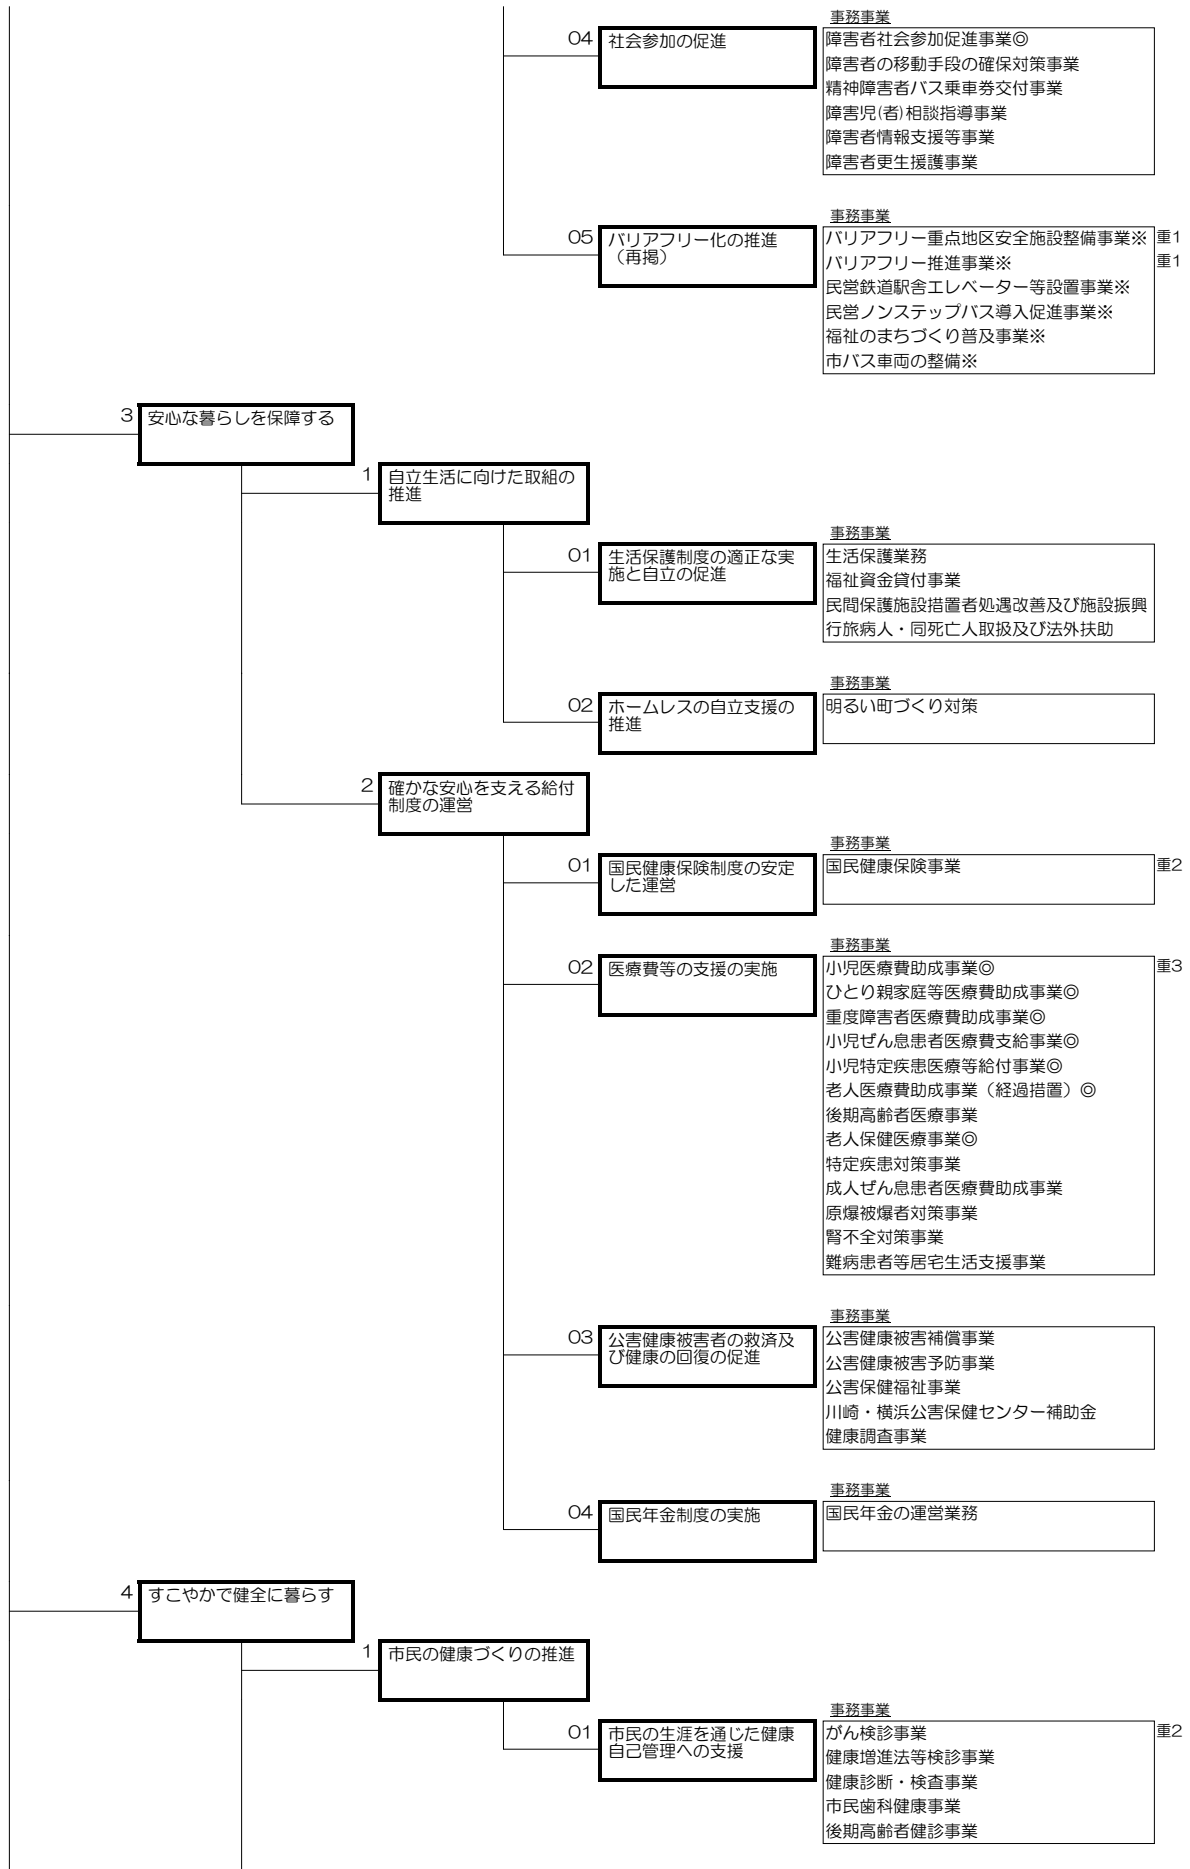 事務事業
04 社会参加の促進
障害者社会参加促進事業◎
障害者の移動手段の確保対策事業
精神障害者バス乗車券交付事業
障害児(者)相談指導事業
障害者情報支援等事業
障害者更生援護事業
事務事業
05 バリアフリー化の推進
（再掲）
バリアフリー重点地区安全施設整備事業※ 重1
バリアフリー推進事業※ 重1
民営鉄道駅舎エレベーター等設置事業※
民営ノンステップバス導入促進事業※
福祉のまちづくり普及事業※
市バス車両の整備※
3 安心な暮らしを保障する
1 自立生活に向けた取組の
推進
事務事業
01 生活保護制度の適正な実
施と自立の促進
生活保護業務
福祉資金貸付事業
民間保護施設措置者処遇改善及び施設振興
行旅病人・同死亡人取扱及び法外扶助
事務事業
02 ホームレスの自立支援の
推進
明るい町づくり対策
2 確かな安心を支える給付
制度の運営
事務事業
01 国民健康保険制度の安定
した運営
国民健康保険事業 重2
事務事業
02 医療費等の支援の実施
小児医療費助成事業◎ 重3
ひとり親家庭等医療費助成事業◎
重度障害者医療費助成事業◎
小児ぜん息患者医療費支給事業◎
小児特定疾患医療等給付事業◎
老人医療費助成事業（経過措置）◎
後期高齢者医療事業
老人保健医療事業◎
特定疾患対策事業
成人ぜん息患者医療費助成事業
原爆被爆者対策事業
腎不全対策事業
難病患者等居宅生活支援事業
事務事業
03 公害健康被害者の救済及
び健康の回復の促進
公害健康被害補償事業
公害健康被害予防事業
公害保健福祉事業
川崎・横浜公害保健センター補助金
健康調査事業
事務事業
04 国民年金制度の実施
国民年金の運営業務
4 すこやかで健全に暮らす
1 市民の健康づくりの推進
事務事業
01 市民の生涯を通じた健康
自己管理への支援
がん検診事業 重2
健康増進法等検診事業
健康診断・検査事業
市民歯科健康事業
後期高齢者健診事業